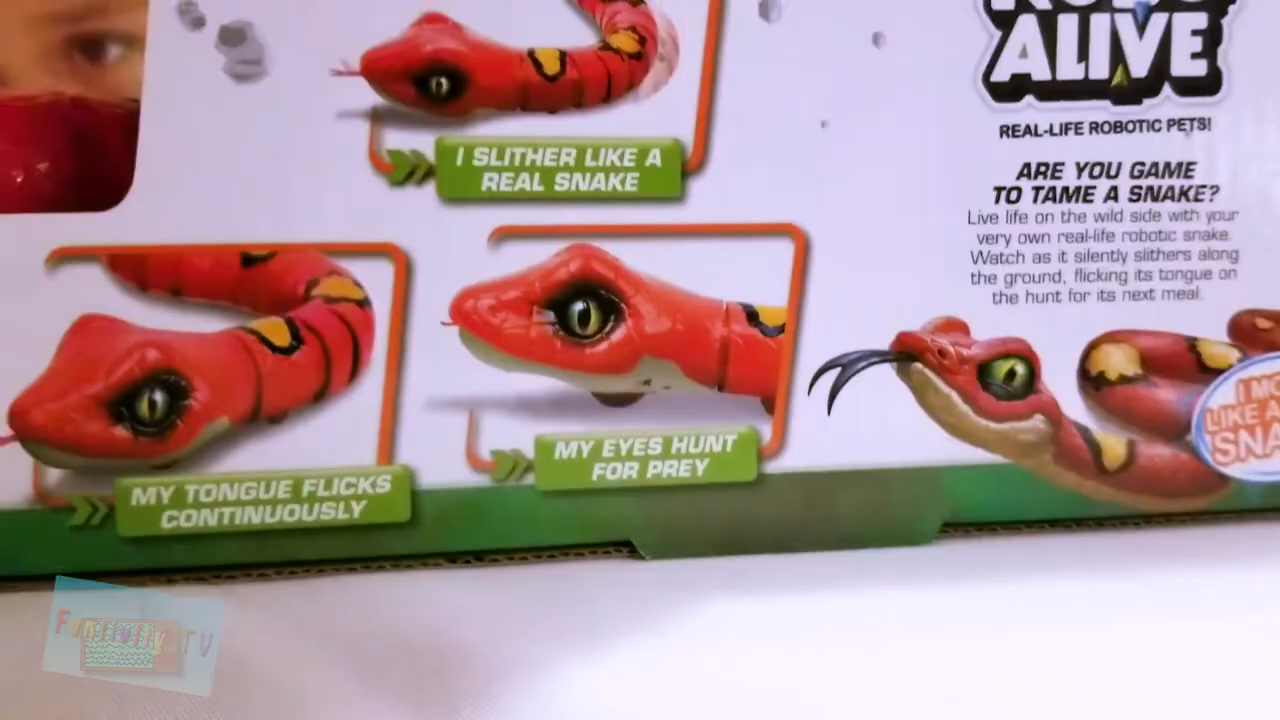 ALIVE
REAL-LIFE ROBOTIC PETS!
ARE YOU GAME
TO TAME A SNAKE?
Live life on the wild side with your
very own real-life robotic snake.
Watch as it silently slithers along
the ground, flicking its tongue on
the hunt for its next meal.
I SLITHER LIKE A
REAL SNAKE
MY EYES HUNT
FOR PREY
MY TONGUE FLICKS
CONTINUOUSLY
I
LIKE A
TV